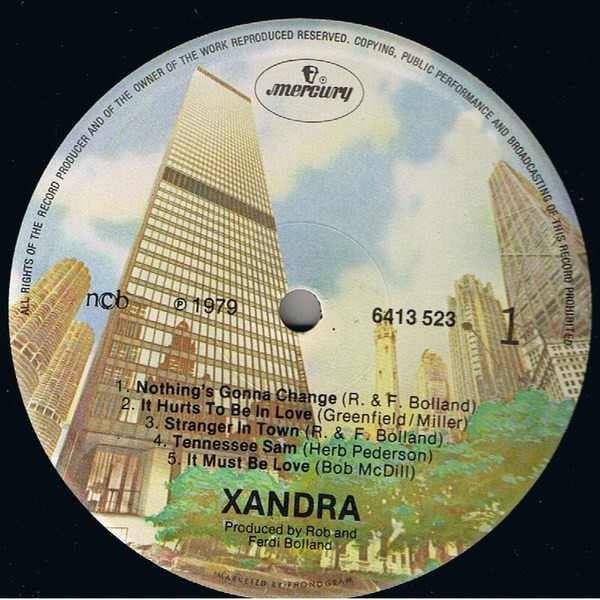 ALL RIGHTS OF THE RECORD PRODUCER AND OF THE OWNER OF THE WORK REPRODUCED RESERVED. COPYING, PUBLIC PERFORMANCE AND BROADCASTING OF THIS RECORD PROHIBITED
mercury
ncb
℗ 1979
6413 523
1
1. Nothing's Gonna Change (R. & F. Bolland)
2. It Hurts To Be In Love (Greenfield/Miller)
3. Stranger In Town (R. & F. Bolland)
4. Tennessee Sam (Herb Pederson)
5. It Must Be Love (Bob McDill)
XANDRA
Produced by Rob and
Ferdi Bolland
MARKETED BY PHONOGRAM